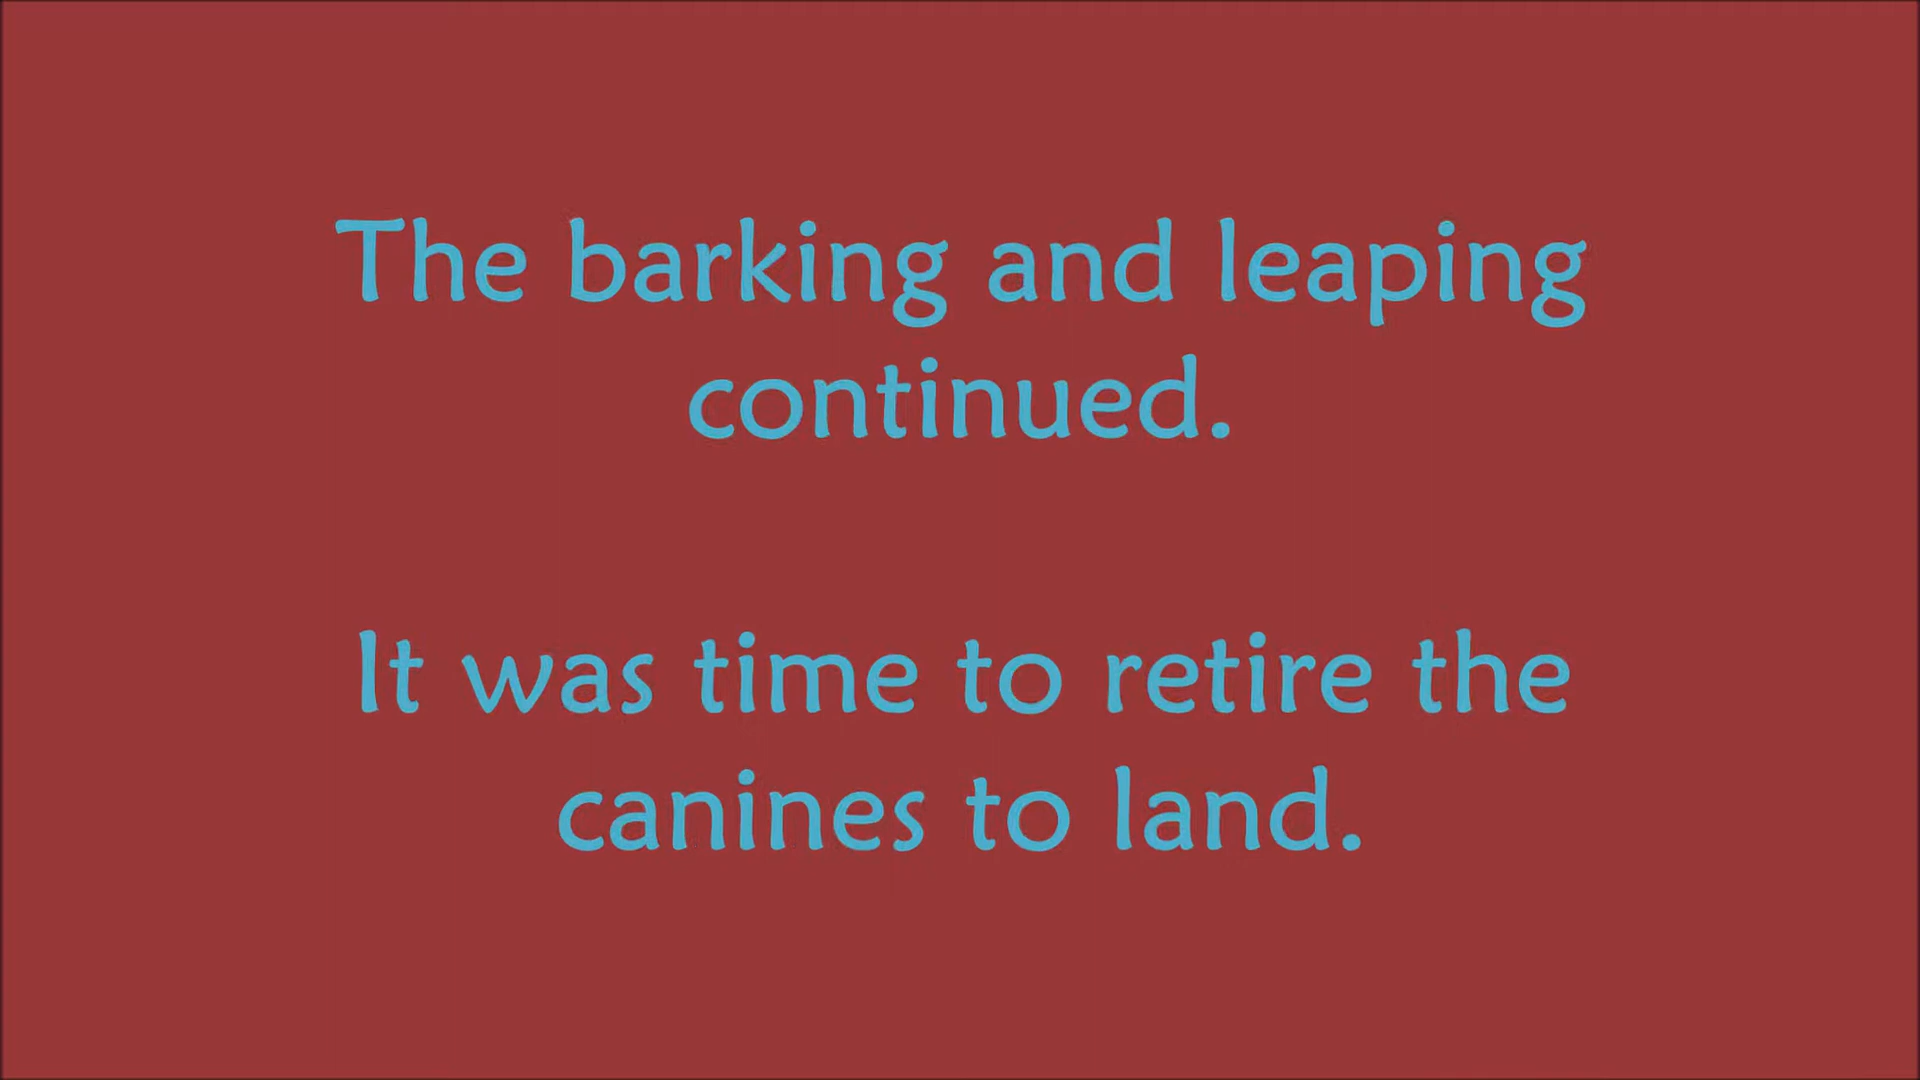 The barking and leaping
continued.
It was time to retire the
canines to land.